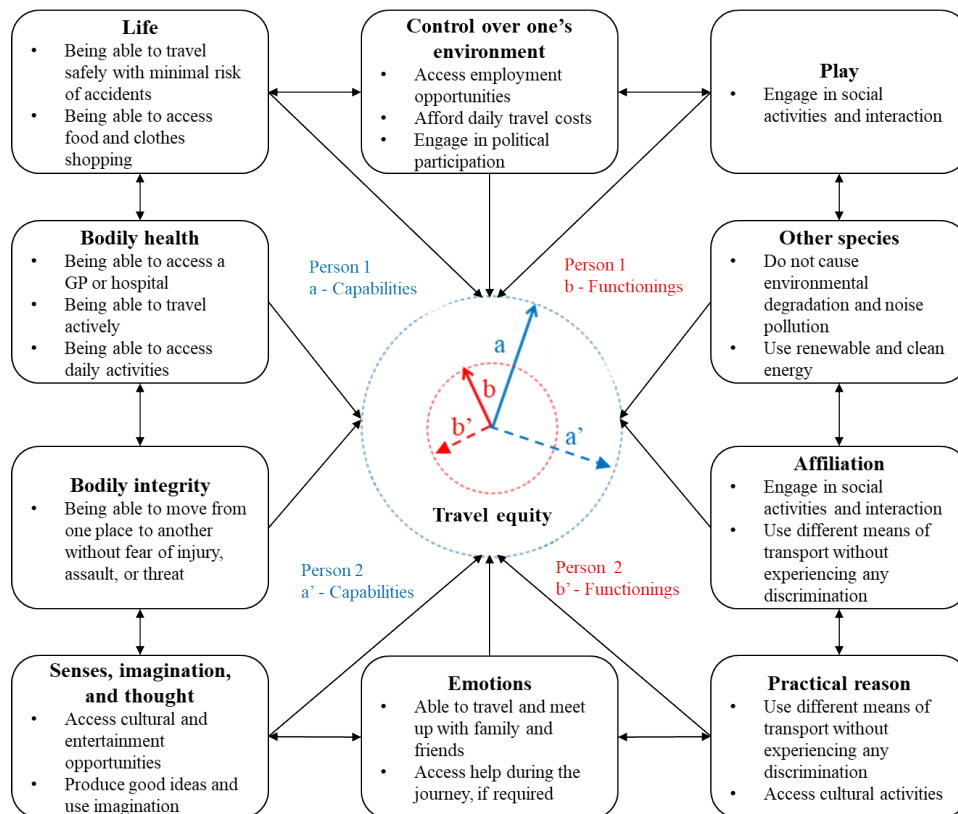 Life
• Being able to travel
safely with minimal risk
of accidents
• Being able to access
food and clothes
shopping
Control over one's
environment
• Access employment
opportunities
• Afford daily travel costs
• Engage in political
participation
Play
• Engage in social
activities and interaction
Bodily health
• Being able to access a
GP or hospital
• Being able to travel
actively
• Being able to access
daily activities
Person 1
a - Capabilities
Person 1
b - Functionings
Other species
• Do not cause
environmental
degradation and noise
pollution
• Use renewable and clean
energy
a
b
b'
a'
Travel equity
Bodily integrity
• Being able to move from
one place to another
without fear of injury,
assault, or threat
Person 2
a' - Capabilities
Person 2
b' - Functionings
Affiliation
• Engage in social
activities and interaction
• Use different means of
transport without
experiencing any
discrimination
Senses, imagination,
and thought
• Access cultural and
entertainment
opportunities
• Produce good ideas and
use imagination
Emotions
• Able to travel and meet
up with family and
friends
• Access help during the
journey, if required
Practical reason
• Use different means of
transport without
experiencing any
discrimination
• Access cultural activities